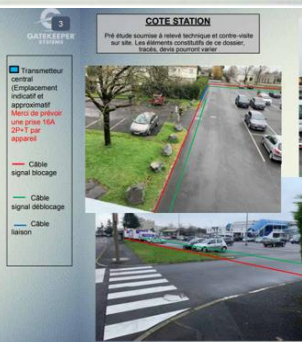 3
GATEKEEPER
SYSTEMS
COTE STATION
Pré étude soumise à relevé technique et contre-visite
sur site. Les éléments constitutifs de ce dossier,
tracés, devis pourront varier
Transmetteur
central
(Emplacement
indicatif et
approximatif
Merci de prévoir
une prise 16A
2P+T par
appareil
Câble
signal blocage
Câble
signal déblocage
Câble
liaison